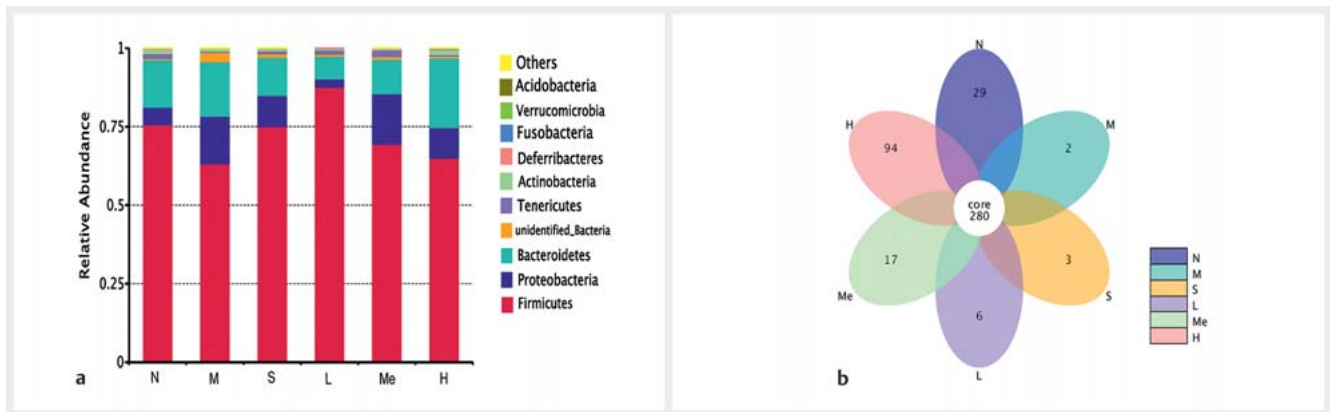 Relative Abundance
1
0.75
0.5
0.25
0
N M S L Me H
Others
Acidobacteria
Verrucomicrobia
Fusobacteria
Deferribacteres
Actinobacteria
Tenericutes
unidentified_Bacteria
Bacteroidetes
Proteobacteria
Firmicutes
a
N
29
H
94
M
2
core
280
17
Me
3
S
6
L
N
M
S
L
Me
H
b